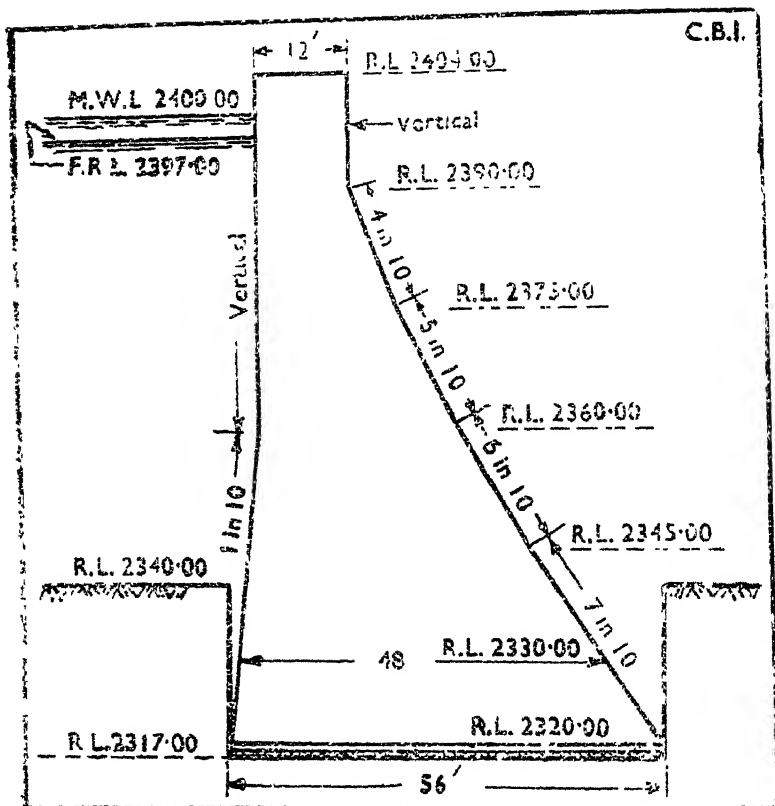 C.B.I.
12′
R.L 2404·00
M.W.L 2400·00
Vertical
F.R.L. 2397·00
R.L. 2390·00
4 in 10
Vertical
R.L. 2375·00
5 in 10
R.L. 2360·00
6 in 10
1 in 10
R.L. 2345·00
R.L. 2340·00
7 in 10
48
R.L. 2330·00
R.L. 2320·00
R L.2317·00
56′